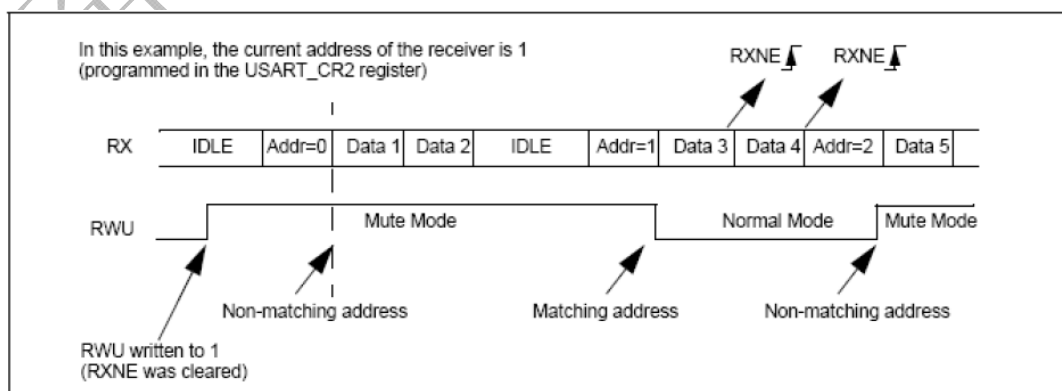 In this example, the current address of the receiver is 1
(programmed in the USART_CR2 register)
RXNE RXNE
RX IDLE Addr=0 Data 1 Data 2 IDLE Addr=1 Data 3 Data 4 Addr=2 Data 5
RWU Mute Mode Normal Mode Mute Mode
Non-matching address Matching address Non-matching address
RWU written to 1
(RXNE was cleared)